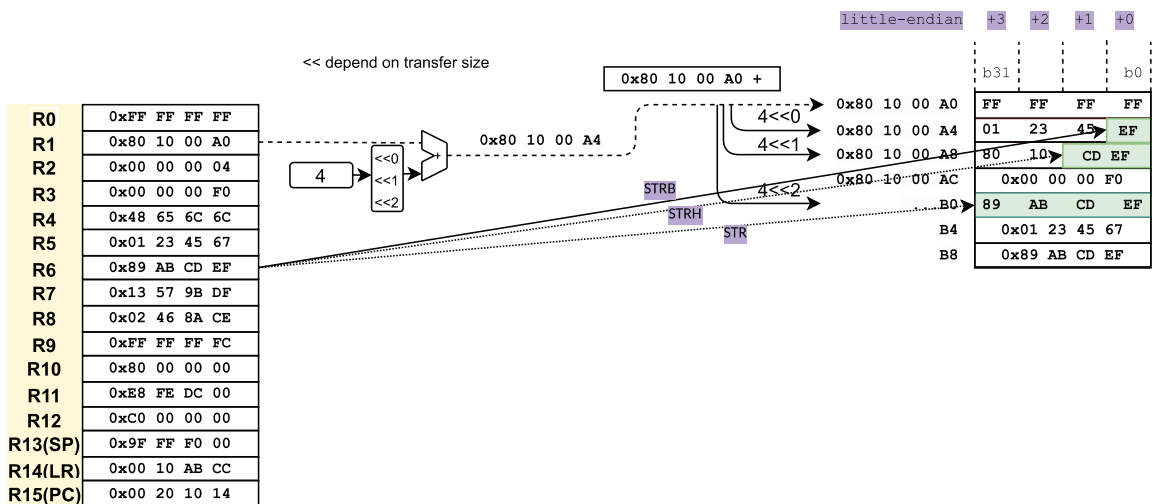 little-endian +3 +2 +1 +0
<< depend on transfer size
b31 b0
0x80 10 00 A0 +
R0 0xFF FF FF FF
0x80 10 00 A0 FF FF FF FF
4<<0
R1 0x80 10 00 A0
0x80 10 00 A4
0x80 10 00 A4 01 23 45 EF
+
<<0
<<1
<<2
4
4<<1
R2 0x00 00 00 04
0x80 10 00 A8 80 10 CD EF
R3 0x00 00 00 F0
0x80 10 00 AC 0x00 00 00 F0
STRB
4<<2
R4 0x48 65 6C 6C
STRH
.. B0 89 AB CD EF
R5 0x01 23 45 67
STR
B4 0x01 23 45 67
R6 0x89 AB CD EF
B8 0x89 AB CD EF
R7 0x13 57 9B DF
R8 0x02 46 8A CE
R9 0xFF FF FF FC
R10 0x80 00 00 00
R11 0xE8 FE DC 00
R12 0xC0 00 00 00
R13(SP) 0x9F FF F0 00
R14(LR) 0x00 10 AB CC
R15(PC) 0x00 20 10 14